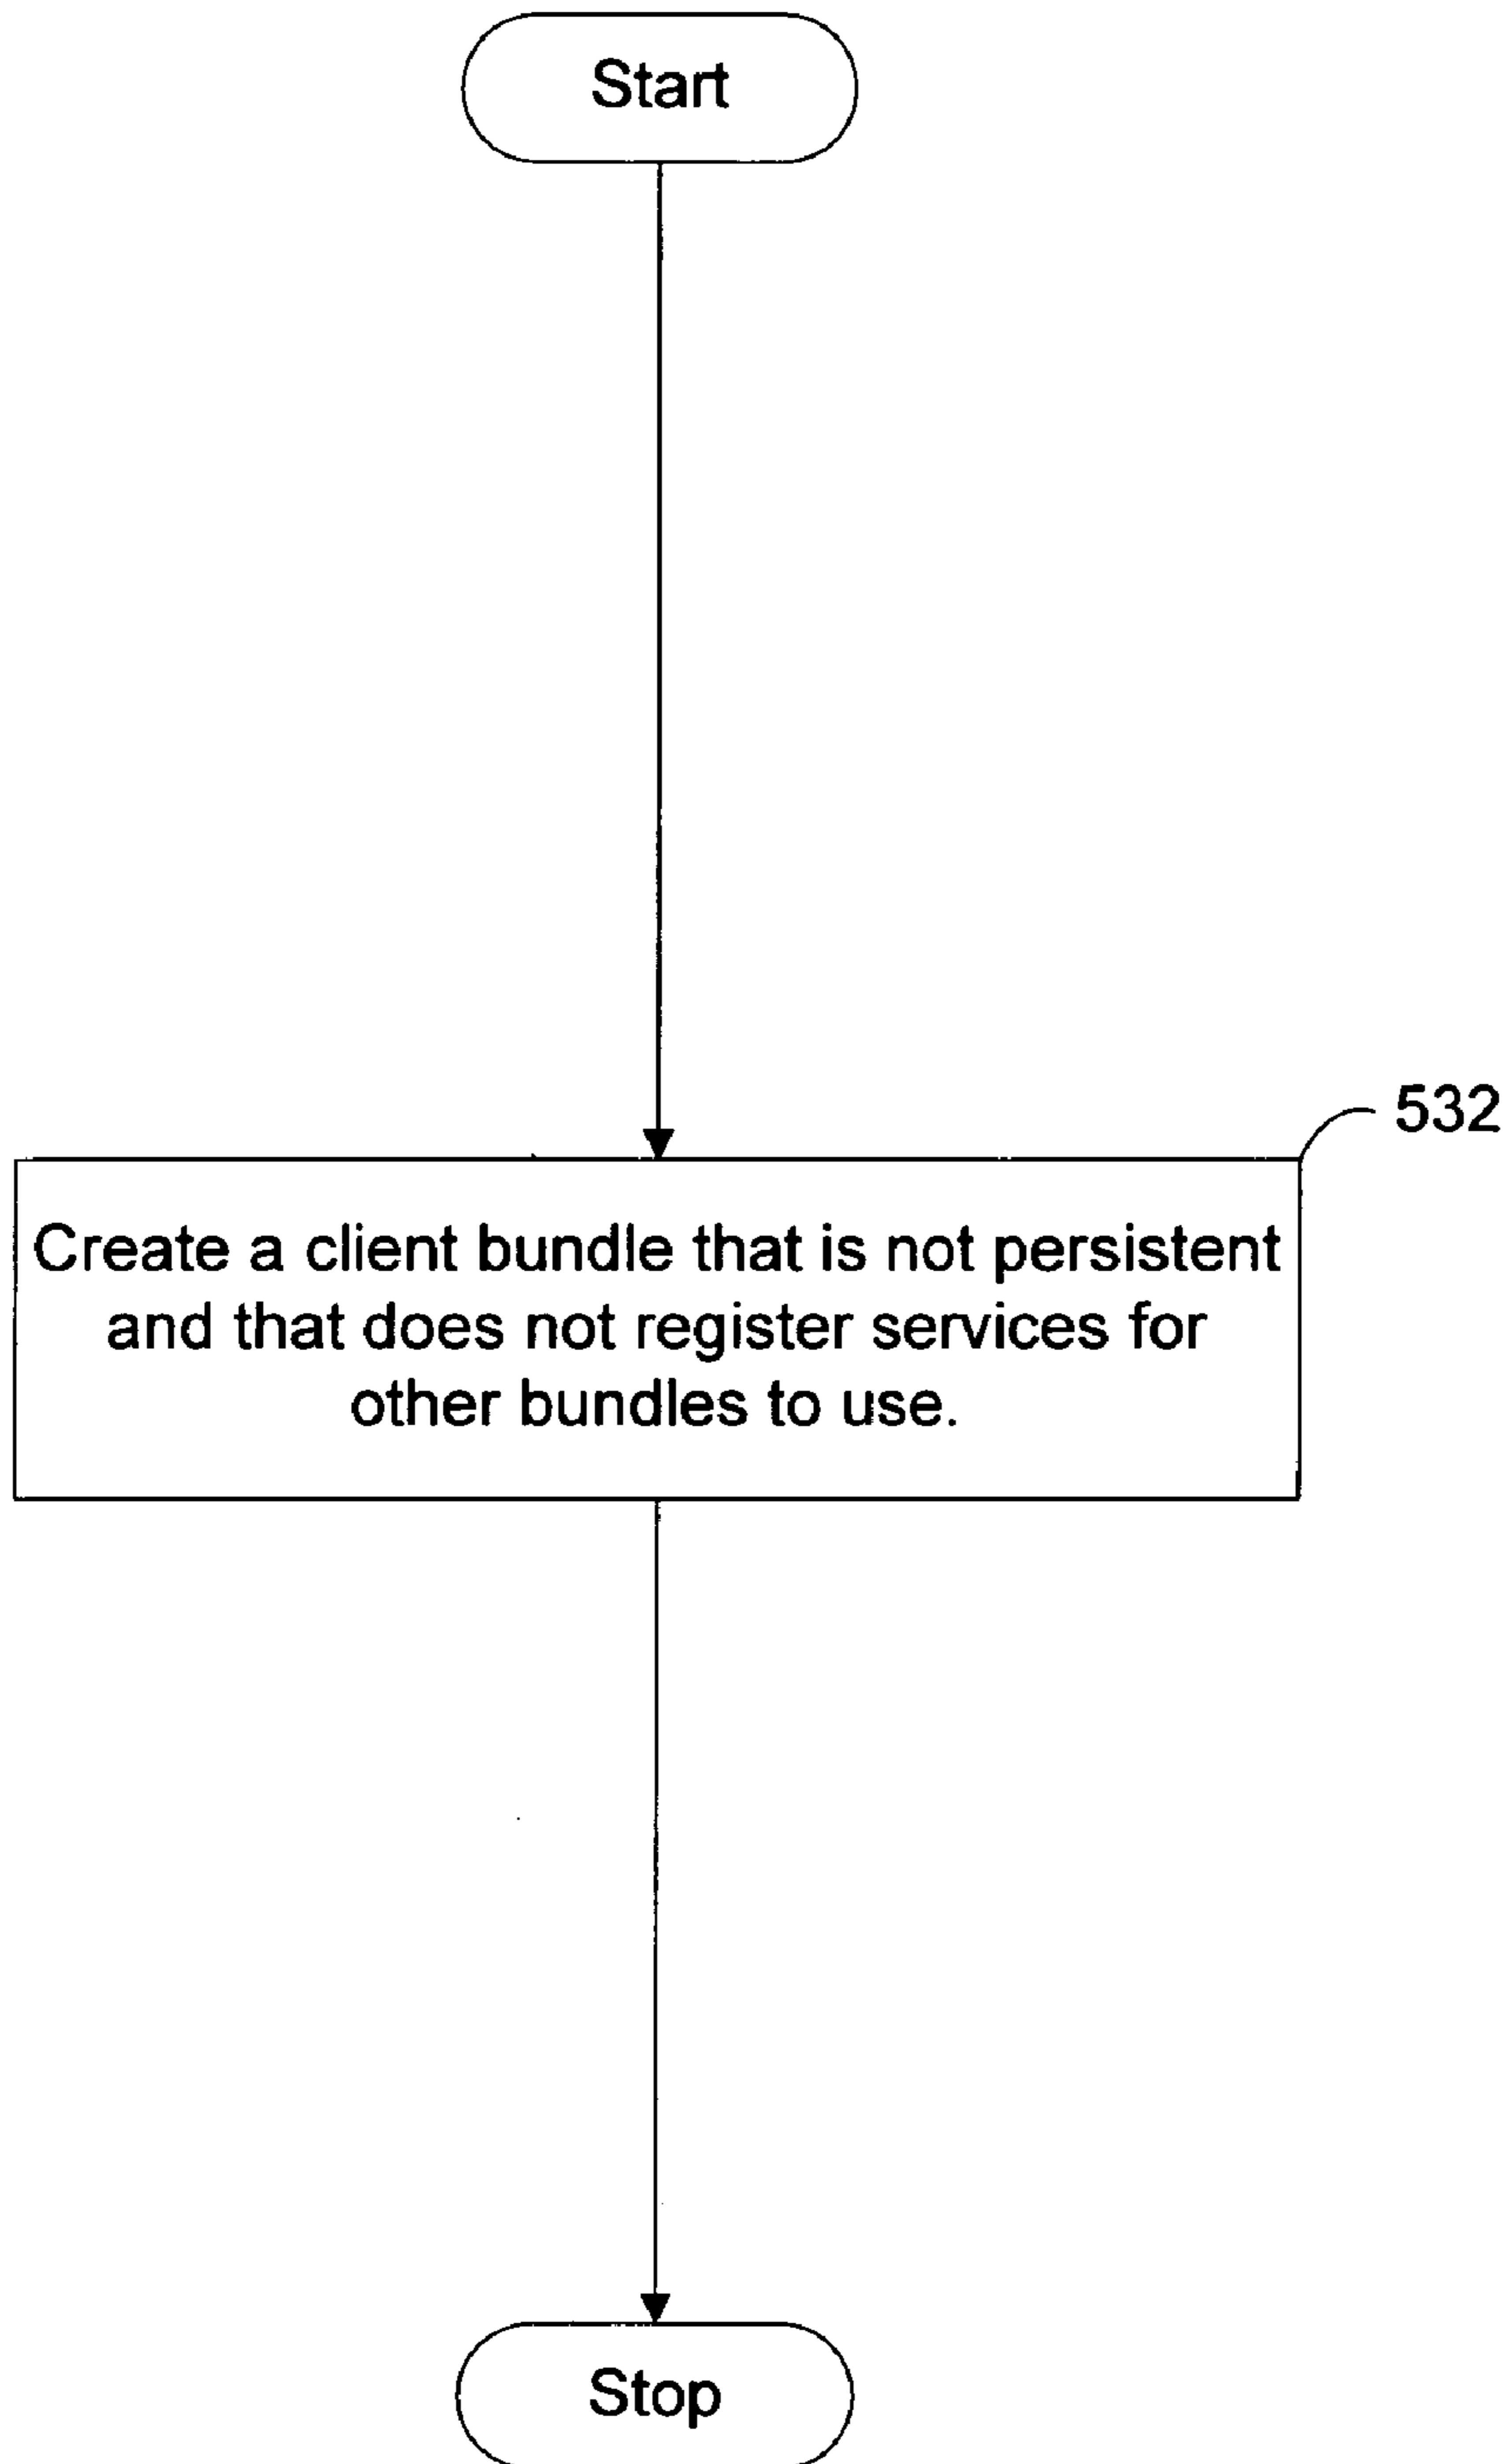 Start
532
Create a client bundle that is not persistent
and that does not register services for
other bundles to use.
Stop